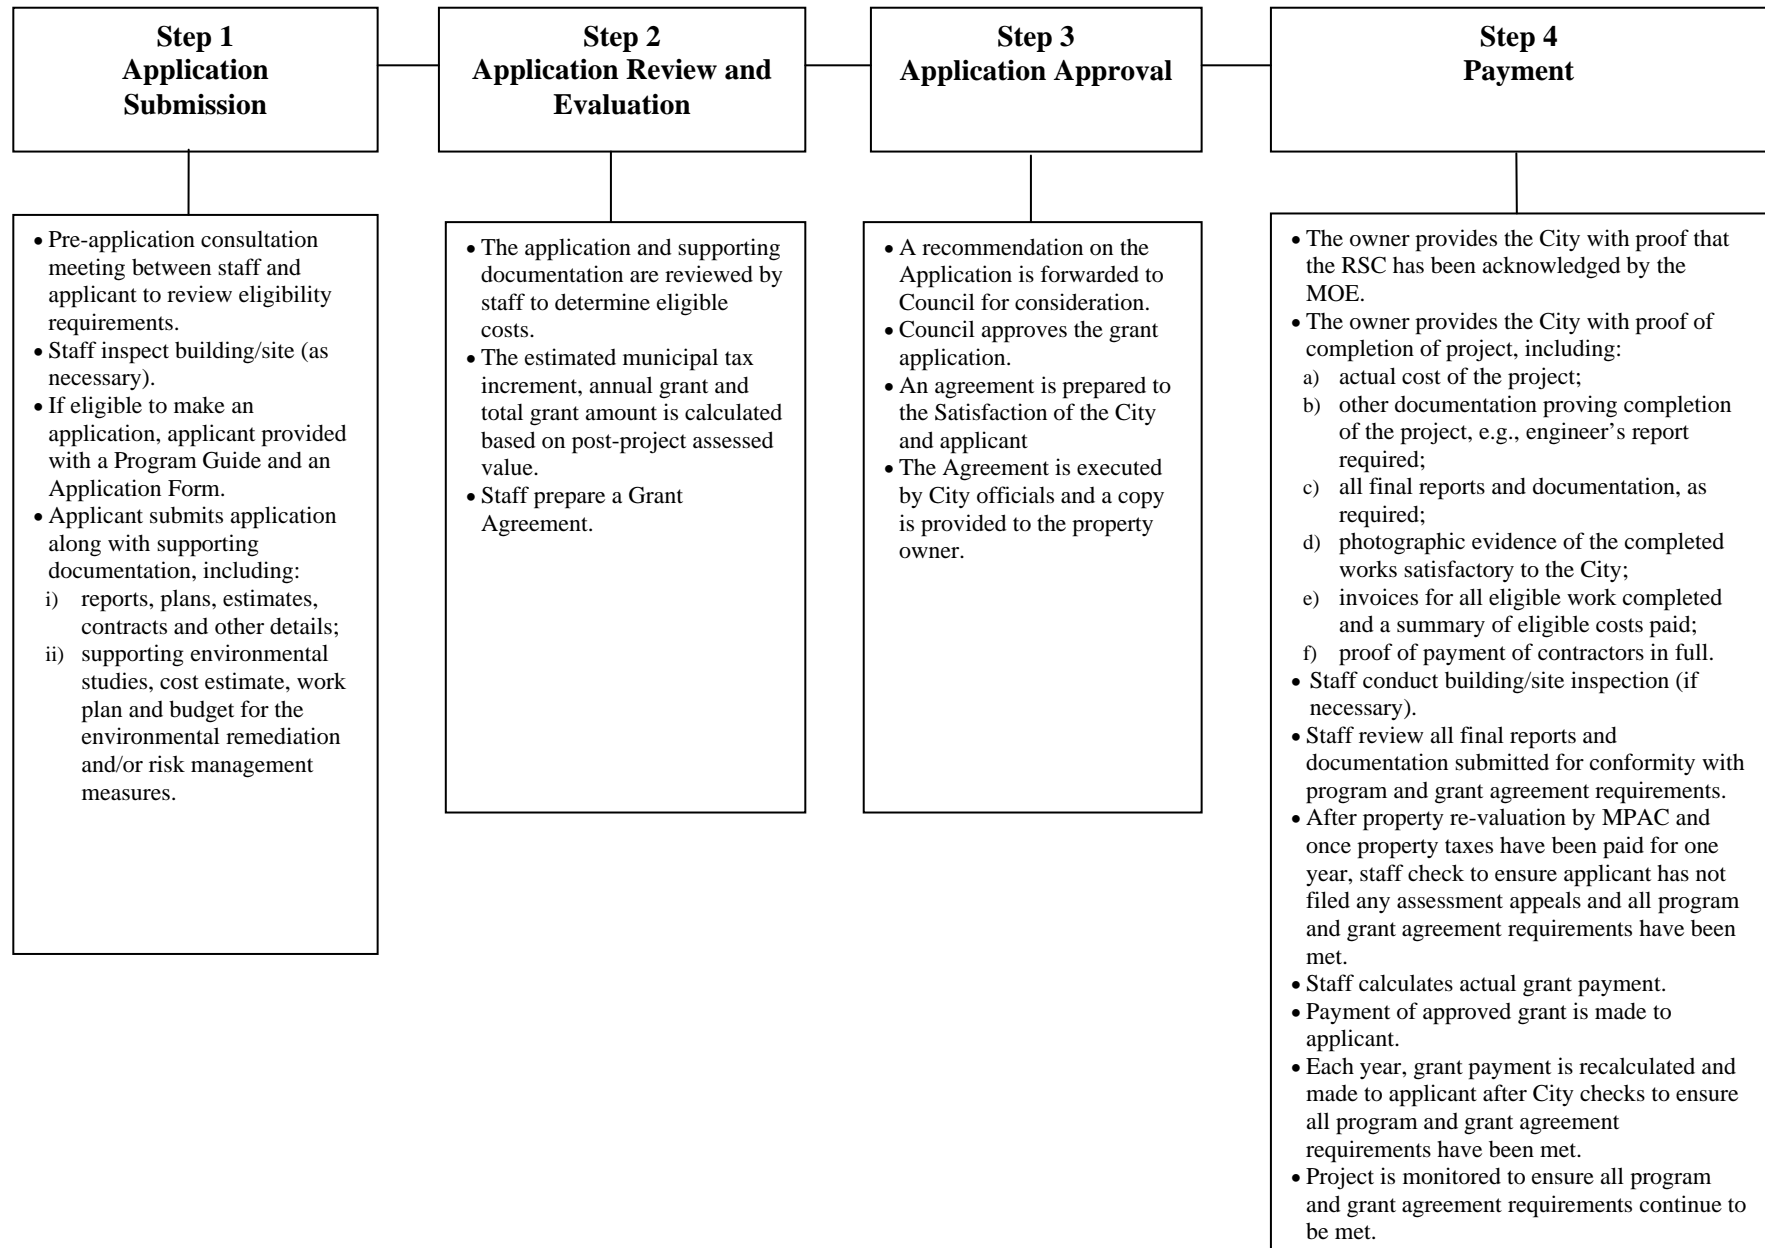 Step 1
Application
Submission
Step 2
Application Review and
Evaluation
Step 3
Application Approval
Step 4
Payment
• Pre-application consultation
meeting between staff and
applicant to review eligibility
requirements.
• Staff inspect building/site (as
necessary).
• If eligible to make an
application, applicant provided
with a Program Guide and an
Application Form.
• Applicant submits application
along with supporting
documentation, including:
i) reports, plans, estimates,
contracts and other details;
ii) supporting environmental
studies, cost estimate, work
plan and budget for the
environmental remediation
and/or risk management
measures.
• The application and supporting
documentation are reviewed by
staff to determine eligible
costs.
• The estimated municipal tax
increment, annual grant and
total grant amount is calculated
based on post-project assessed
value.
• Staff prepare a Grant
Agreement.
• A recommendation on the
Application is forwarded to
Council for consideration.
• Council approves the grant
application.
• An agreement is prepared to
the Satisfaction of the City
and applicant
• The Agreement is executed
by City officials and a copy
is provided to the property
owner.
• The owner provides the City with proof that
the RSC has been acknowledged by the
MOE.
• The owner provides the City with proof of
completion of project, including:
a) actual cost of the project;
b) other documentation proving completion
of the project, e.g., engineer’s report
required;
c) all final reports and documentation, as
required;
d) photographic evidence of the completed
works satisfactory to the City;
e) invoices for all eligible work completed
and a summary of eligible costs paid;
f) proof of payment of contractors in full.
• Staff conduct building/site inspection (if
necessary).
• Staff review all final reports and
documentation submitted for conformity with
program and grant agreement requirements.
• After property re-valuation by MPAC and
once property taxes have been paid for one
year, staff check to ensure applicant has not
filed any assessment appeals and all program
and grant agreement requirements have been
met.
• Staff calculates actual grant payment.
• Payment of approved grant is made to
applicant.
• Each year, grant payment is recalculated and
made to applicant after City checks to ensure
all program and grant agreement
requirements have been met.
• Project is monitored to ensure all program
and grant agreement requirements continue to
be met.